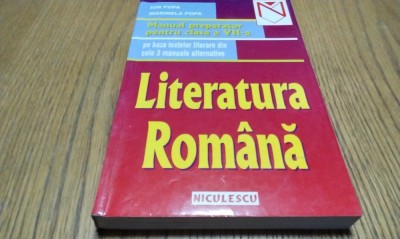 ION POPA
MARINELA POPA
Manual preparator
pentru clasa a VII-a
pe baza textelor literare din
cele 3 manuale alternative
Literatura
Română
NICULESCU